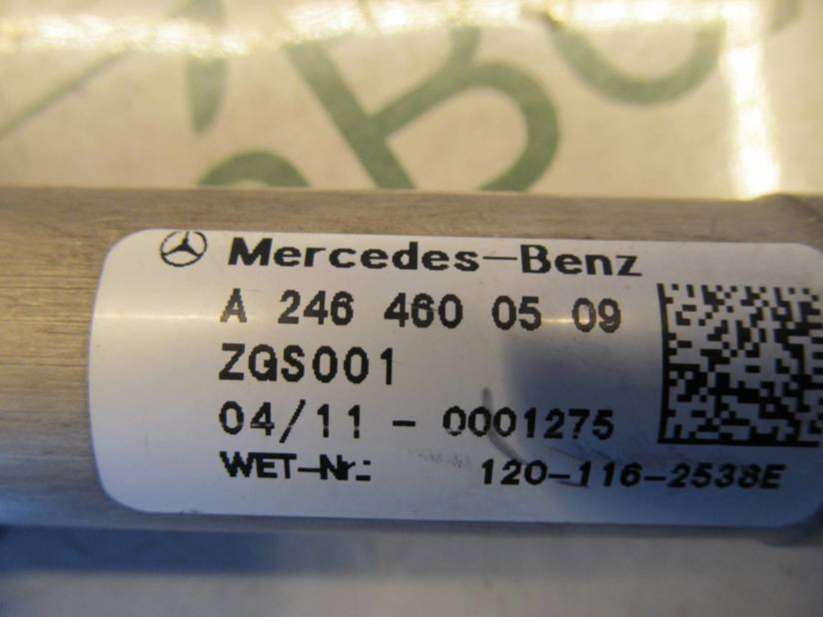 Mercedes-Benz
A 246 460 05 09
ZGS001
04/11 - 0001275
WET-Nr.: 120-116-2538E